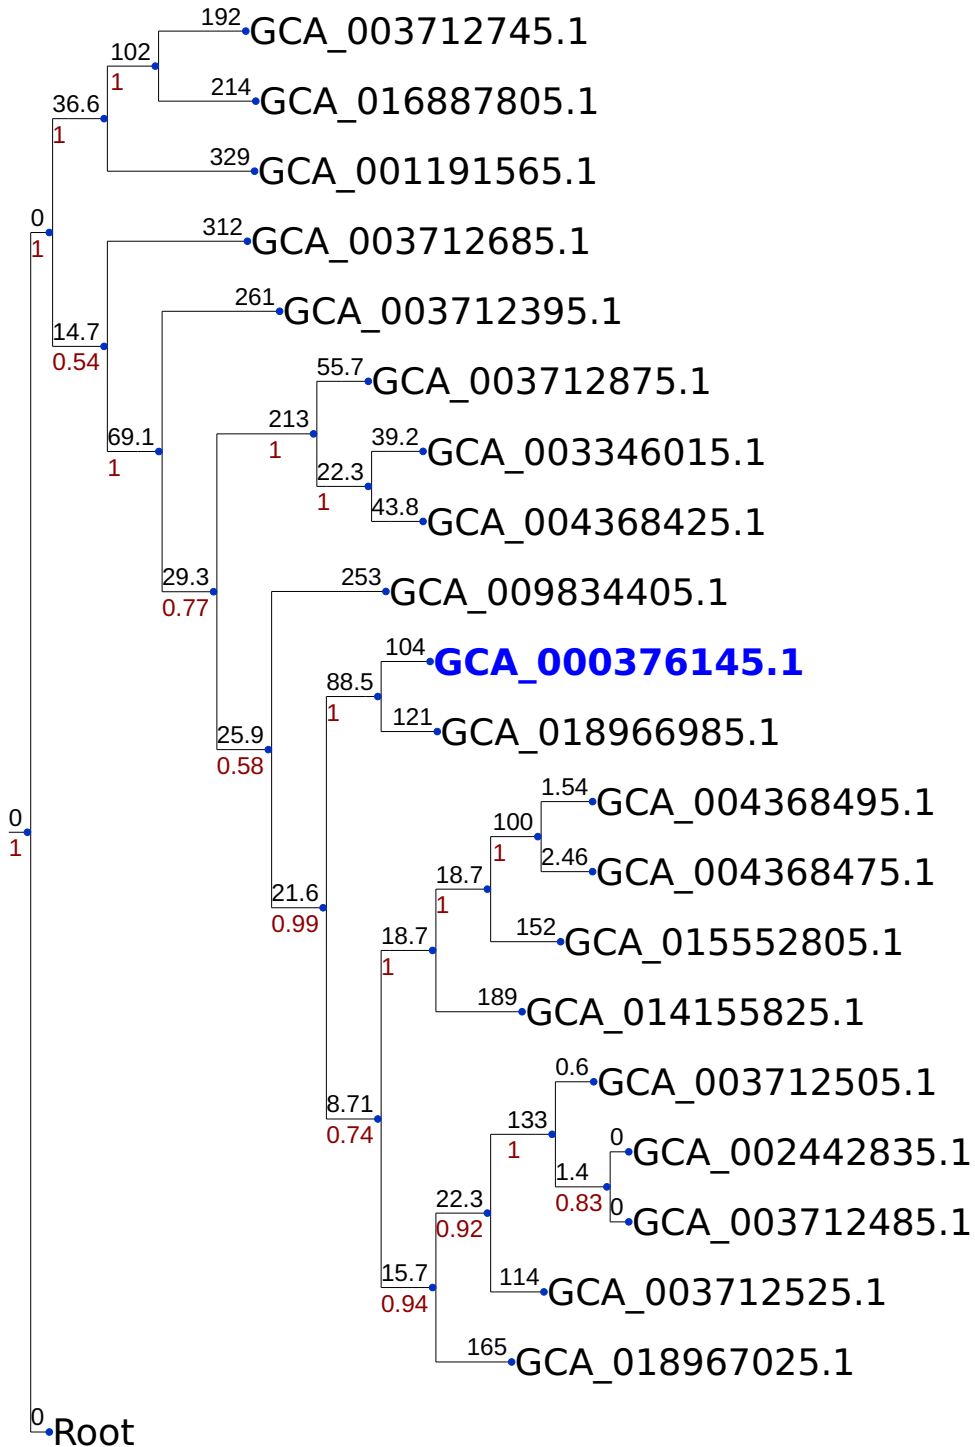 192 GCA_003712745.1
102
1
214 GCA_016887805.1
36.6
1
329 GCA_001191565.1
0
1
312 GCA_003712685.1
261 GCA_003712395.1
14.7
0.54
55.7 GCA_003712875.1
213
1
39.2 GCA_003346015.1
69.1
1
22.3
1
43.8 GCA_004368425.1
29.3
0.77
253 GCA_009834405.1
104 GCA_000376145.1
88.5
1
121 GCA_018966985.1
25.9
0.58
1.54 GCA_004368495.1
0
1
100
1
2.46 GCA_004368475.1
18.7
1
21.6
0.99
152 GCA_015552805.1
18.7
1
189 GCA_014155825.1
0.6 GCA_003712505.1
8.71
0.74
133
1
0 GCA_002442835.1
1.4
0.83
0 GCA_003712485.1
22.3
0.92
15.7
0.94
114 GCA_003712525.1
165 GCA_018967025.1
0 Root